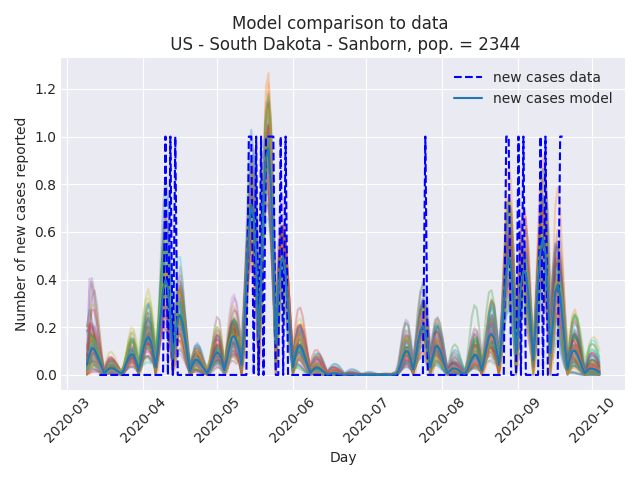 Model comparison to data
US - South Dakota - Sanborn, pop. = 2344
new cases data
new cases model
Number of new cases reported
1.2
1.0
0.8
0.6
0.4
0.2
0.0
2020-03
2020-04
2020-05
2020-06
2020-07
2020-08
2020-09
2020-10
Day